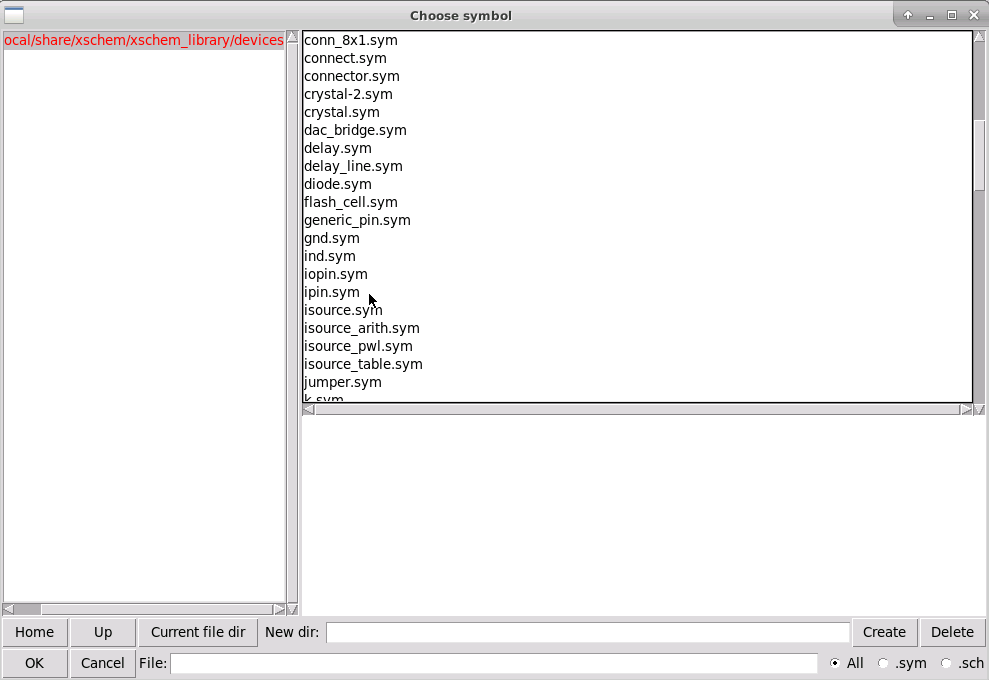 Choose symbol
ocal/share/xschem/xschem_library/devices
conn_8x1.sym
connect.sym
connector.sym
crystal-2.sym
crystal.sym
dac_bridge.sym
delay.sym
delay_line.sym
diode.sym
flash_cell.sym
generic_pin.sym
gnd.sym
ind.sym
iopin.sym
ipin.sym
isource.sym
isource_arith.sym
isource_pwl.sym
isource_table.sym
jumper.sym
k.sym
Home Up Current file dir New dir: Create Delete
OK Cancel File: All .sym .sch